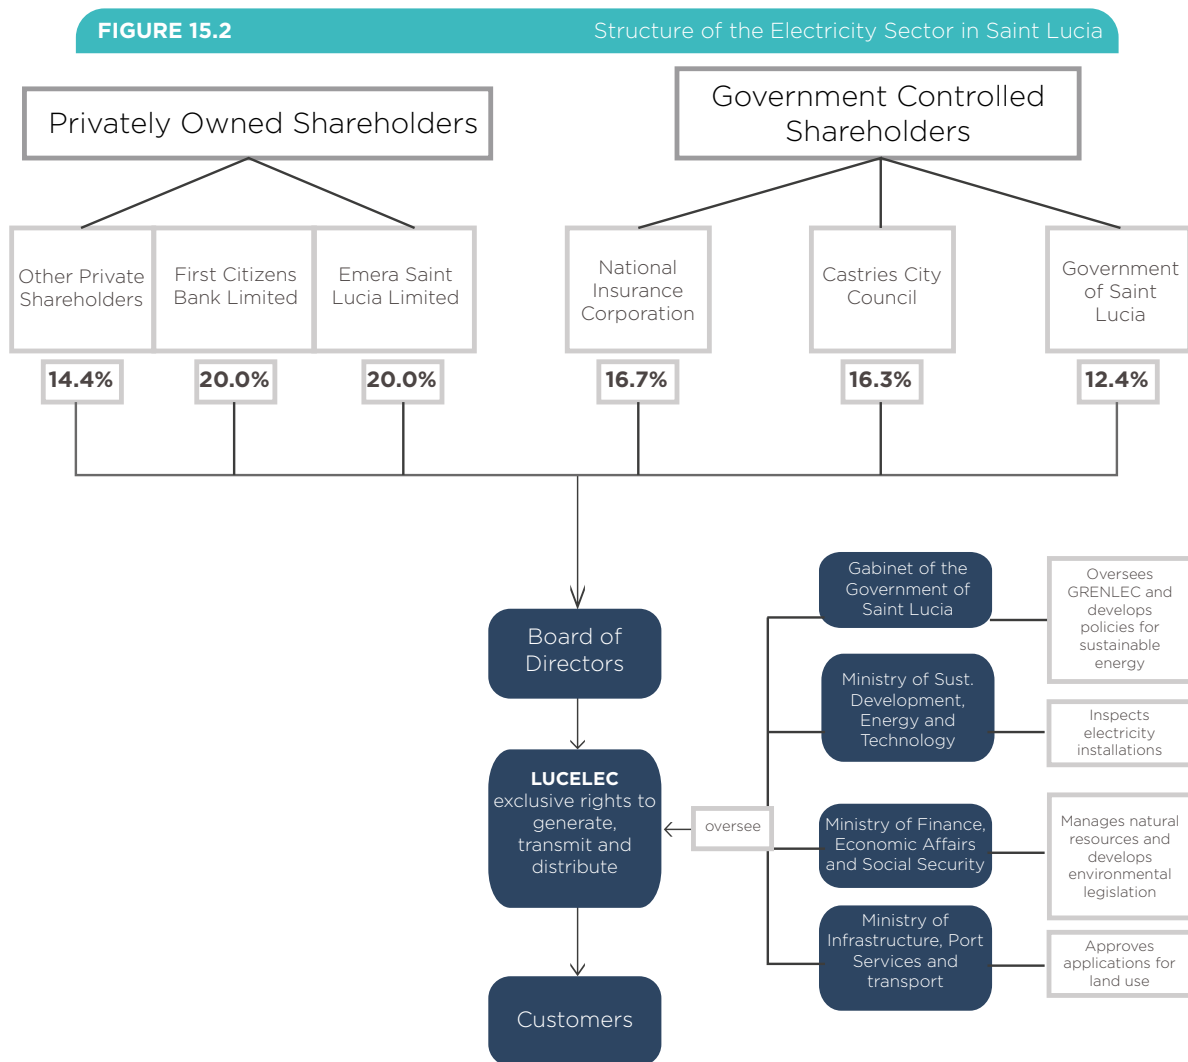 FIGURE 15.2
Structure of the Electricity Sector in Saint Lucia
Privately Owned Shareholders
Government Controlled
Shareholders
Other Private
Shareholders
First Citizens
Bank Limited
Emera Saint
Lucia Limited
National
Insurance
Corporation
Castries City
Council
Government
of Saint
Lucia
14.4%
20.0%
20.0%
16.7%
16.3%
12.4%
Board of
Directors
LUCELEC
exclusive rights to
generate,
transmit and
distribute
Customers
oversee
Gabinet of the
Government of
Saint Lucia
Oversees
GRENLEC and
develops
policies for
sustainable
energy
Ministry of Sust.
Development,
Energy and
Technology
Inspects
electricity
installations
Ministry of Finance,
Economic Affairs
and Social Security
Manages natural
resources and
develops
environmental
legislation
Ministry of
Infrastructure, Port
Services and
transport
Approves
applications for
land use